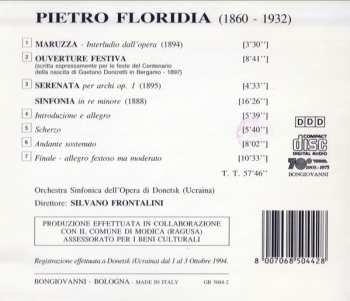 PIETRO FLORIDIA (1860 - 1932)
1 MARUZZA - Interludio dall'opera (1894) [3'30'']
2 OUVERTURE FESTIVA [8'41'']
(scritta espressamente per le feste del Centenario
della nascita di Gaetano Donizetti in Bergamo - 1897)
3 SERENATA per archi op. 1 (1895) [4'33'']
SINFONIA in re minore (1888) [16'26'']
4 Introduzione e allegro [5'39'']
5 Scherzo [5'40'']
6 Andante sostenuto [8'02'']
7 Finale - allegro festoso ma moderato [10'33'']
T. T. 57'46''
DDD
COMPACT
disc
DIGITAL AUDIO
BONGIOVANNI
Orchestra Sinfonica dell'Opera di Donetsk (Ucraina)
Direttore: SILVANO FRONTALINI
PRODUZIONE EFFETTUATA IN COLLABORAZIONE
CON IL COMUNE DI MODICA (RAGUSA)
ASSESSORATO PER I BENI CULTURALI
Registrazione effettuata a Donetsk (Ucraina) dal 1 al 3 Ottobre 1994.
BONGIOVANNI - BOLOGNA - MADE IN ITALY
GB 5044-2
8 007068 504428